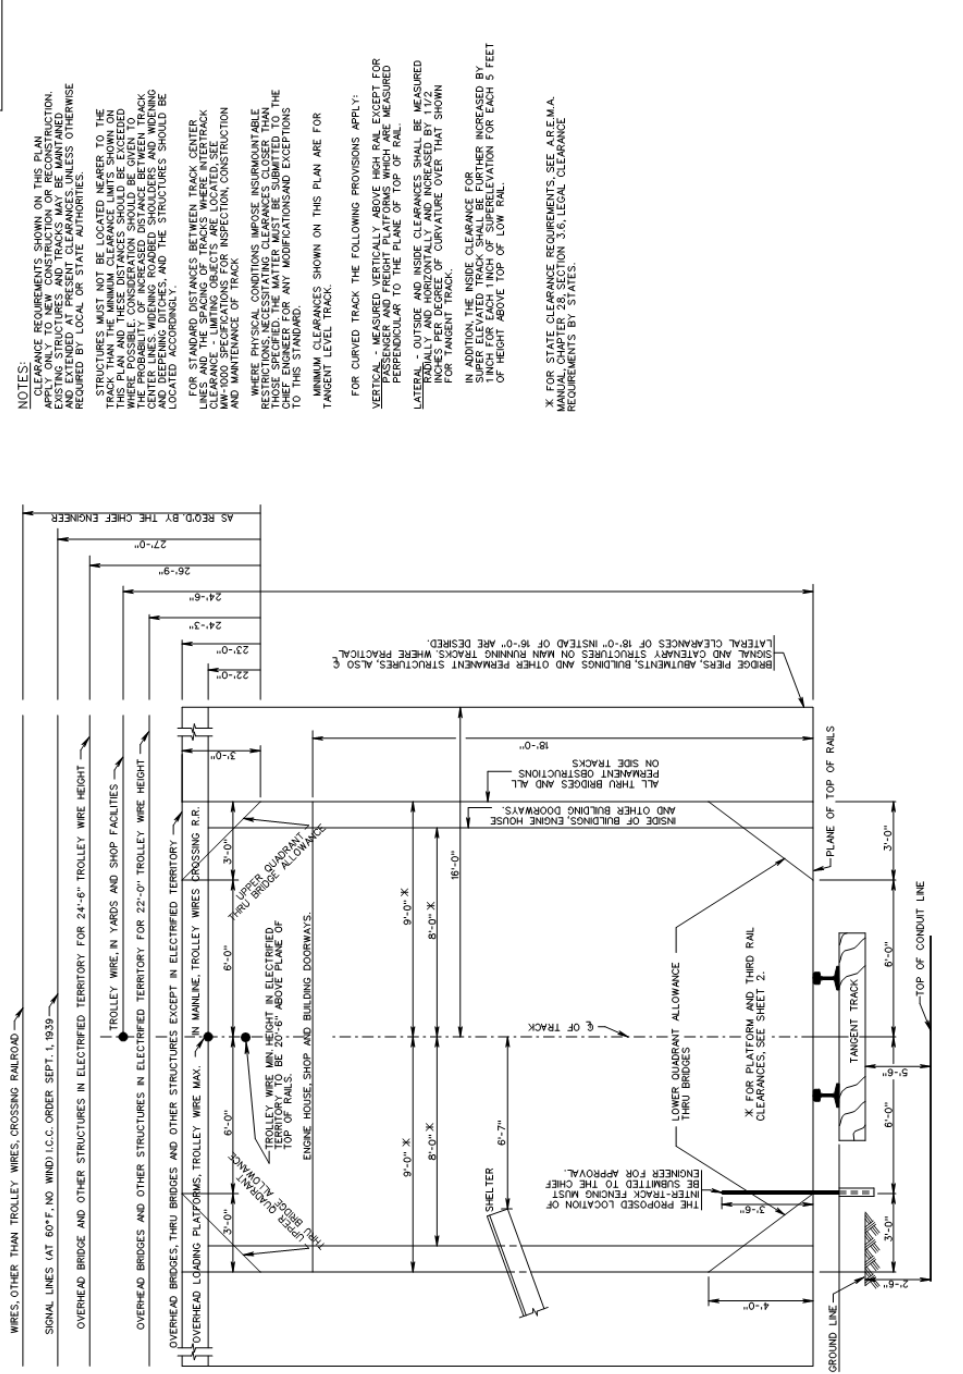 NOTES:
CLEARANCE REQUIREMENTS SHOWN ON THIS PLAN
APPLY ONLY TO NEW CONSTRUCTION OR RECONSTRUCTION.
EXISTING STRUCTURES AND TRACKS MAY BE MAINTAINED
AND EXTENDED AT PRESENT CLEARANCES, UNLESS OTHERWISE
REQUIRED BY LOCAL OR STATE AUTHORITIES.
STRUCTURES MUST NOT BE LOCATED NEARER TO THE
TRACK THAN THE MINIMUM CLEARANCE LIMITS SHOWN ON
THIS PLAN AND THESE DISTANCES SHOULD BE EXCEEDED
WHERE POSSIBLE. CONSIDERATION SHOULD BE GIVEN TO
THE PROBABILITY OF INCREASED DISTANCE BETWEEN TRACK
CENTER LINES, WIDENING ROADBED SHOULDERS AND WIDENING
AND DEEPENING DITCHES, AND THE STRUCTURES SHOULD BE
LOCATED ACCORDINGLY.
FOR STANDARD DISTANCES BETWEEN TRACK CENTER
LINES AND THE SPACING OF TRACKS WHERE INTERTRACK
CLEARANCE - LIMITING OBJECTS ARE LOCATED, SEE
MW-1000 SPECIFICATIONS FOR INSPECTION, CONSTRUCTION
AND MAINTENANCE OF TRACK
WHERE PHYSICAL CONDITIONS IMPOSE INSURMOUNTABLE
RESTRICTIONS, NECESSITATING CLEARANCES CLOSER THAN
THOSE SPECIFIED, THE MATTER MUST BE SUBMITTED TO THE
CHIEF ENGINEER FOR ANY MODIFICATIONSAND EXCEPTIONS
TO THIS STANDARD.
MINIMUM CLEARANCES SHOWN ON THIS PLAN ARE FOR
TANGENT LEVEL TRACK.
FOR CURVED TRACK THE FOLLOWING PROVISIONS APPLY:
VERTICAL - MEASURED VERTICALLY ABOVE HIGH RAIL EXCEPT FOR
PASSENGER AND FREIGHT PLATFORMS WHICH ARE MEASURED
PERPENDICULAR TO THE PLANE OF TOP OF RAIL.
LATERAL - OUTSIDE AND INSIDE CLEARANCES SHALL BE MEASURED
RADIALLY AND HORIZONTALLY AND INCREASED BY 1 1/2
INCHES PER DEGREE OF CURVATURE OVER THAT SHOWN
FOR TANGENT TRACK.
IN ADDITION, THE INSIDE CLEARANCE FOR
SUPER ELEVATED TRACK SHALL BE FURTHER INCREASED BY
1 INCH FOR EACH 1 INCH OF SUPERELEVATION FOR EACH 5 FEET
OF HEIGHT ABOVE TOP OF LOW RAIL.
Ж FOR STATE CLEARANCE REQUIREMENTS, SEE A.R.E.M.A.
MANUAL, CHAPTER 28, SECTION 3.6, LEGAL CLEARANCE
REQUIREMENTS BY STATES.
WIRES, OTHER THAN TROLLEY WIRES, CROSSING RAILROAD
SIGNAL LINES (AT 60° F, NO WIND) I.C.C. ORDER SEPT. 1, 1939
OVERHEAD BRIDGE AND OTHER STRUCTURES IN ELECTRIFIED TERRITORY FOR 24'-6" TROLLEY WIRE HEIGHT
TROLLEY WIRE, IN YARDS AND SHOP FACILITIES
OVERHEAD BRIDGES AND OTHER STRUCTURES IN ELECTRIFIED TERRITORY FOR 22'-0" TROLLEY WIRE HEIGHT
OVERHEAD BRIDGES, THRU BRIDGES AND OTHER STRUCTURES EXCEPT IN ELECTRIFIED TERRITORY
OVERHEAD LOADING PLATFORMS, TROLLEY WIRE MAX. IN MAINLINE, TROLLEY WIRES CROSSING R.R.
AS REQ'D. BY THE CHIEF ENGINEER
27'-0"
26'-9"
24'-6"
24'-3"
23'-0"
22'-0"
3'-0"
6'-0"
6'-0"
3'-0"
3'-0"
UPPER QUADRANT
THRU BRIDGE ALLOWANCE
UPPER QUADRANT
THRU BRIDGE ALLOWANCE
TROLLEY WIRE MIN. HEIGHT IN ELECTRIFIED
TERRITORY TO BE 20'-6" ABOVE PLANE OF
TOP OF RAILS.
ENGINE HOUSE, SHOP AND BUILDING DOORWAYS.
BRIDGE PIERS, ABUTMENTS, BUILDINGS AND OTHER PERMANENT STRUCTURES, ALSO ℄
SIGNAL AND CATENARY STRUCTURES ON MAIN RUNNING TRACKS. WHERE PRACTICAL
LATERAL CLEARANCES OF 18'-0" INSTEAD OF 16'-0" ARE DESIRED.
18'-0"
ALL THRU BRIDGES AND ALL
PERMANENT OBSTRUCTIONS
ON SIDE TRACKS
INSIDE OF BUILDINGS, ENGINE HOUSE
AND OTHER BUILDING DOORWAYS.
9'-0" Ж
9'-0" Ж
8'-0" Ж
8'-0" Ж
16'-0"
6'-7"
SHELTER
℄ OF TRACK
THE PROPOSED LOCATION OF
INTER-TRACK FENCING MUST
BE SUBMITTED TO THE CHIEF
ENGINEER FOR APPROVAL.
LOWER QUADRANT ALLOWANCE
THRU BRIDGES
Ж FOR PLATFORM AND THIRD RAIL
CLEARANCES, SEE SHEET 2.
3'-6"
4'-0"
PLANE OF TOP OF RAILS
GROUND LINE
TANGENT TRACK
3'-0"
6'-0"
6'-0"
3'-0"
5'-6"
2'-6"
TOP OF CONDUIT LINE